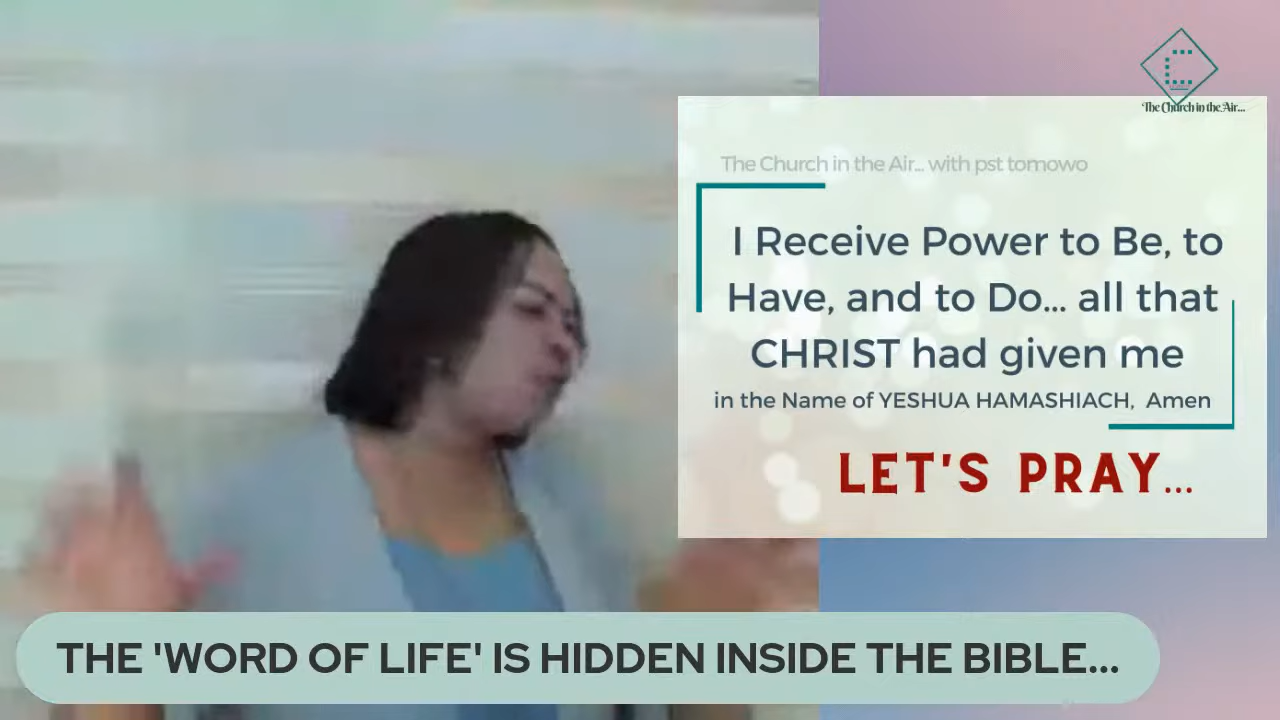 The Church in the Air...
The Church in the Air... with pst tomowo
I Receive Power to Be, to
Have, and to Do... all that
CHRIST had given me
in the Name of YESHUA HAMASHIACH, Amen
LET'S PRAY...
THE 'WORD OF LIFE' IS HIDDEN INSIDE THE BIBLE...